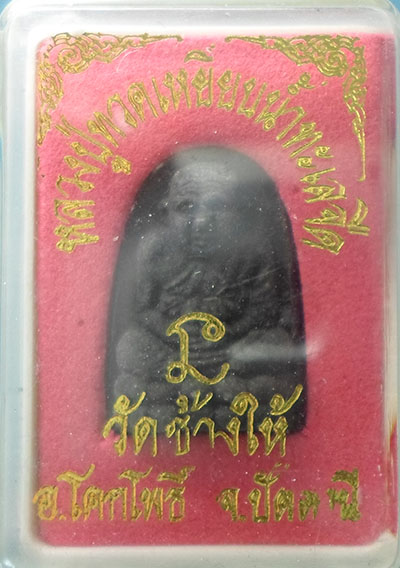 หลวงปู่ทวดเหยียบน้ำทะเลจืด
วัดช้างให้
อ.โคกโพธิ์ จ.ปัตตานี